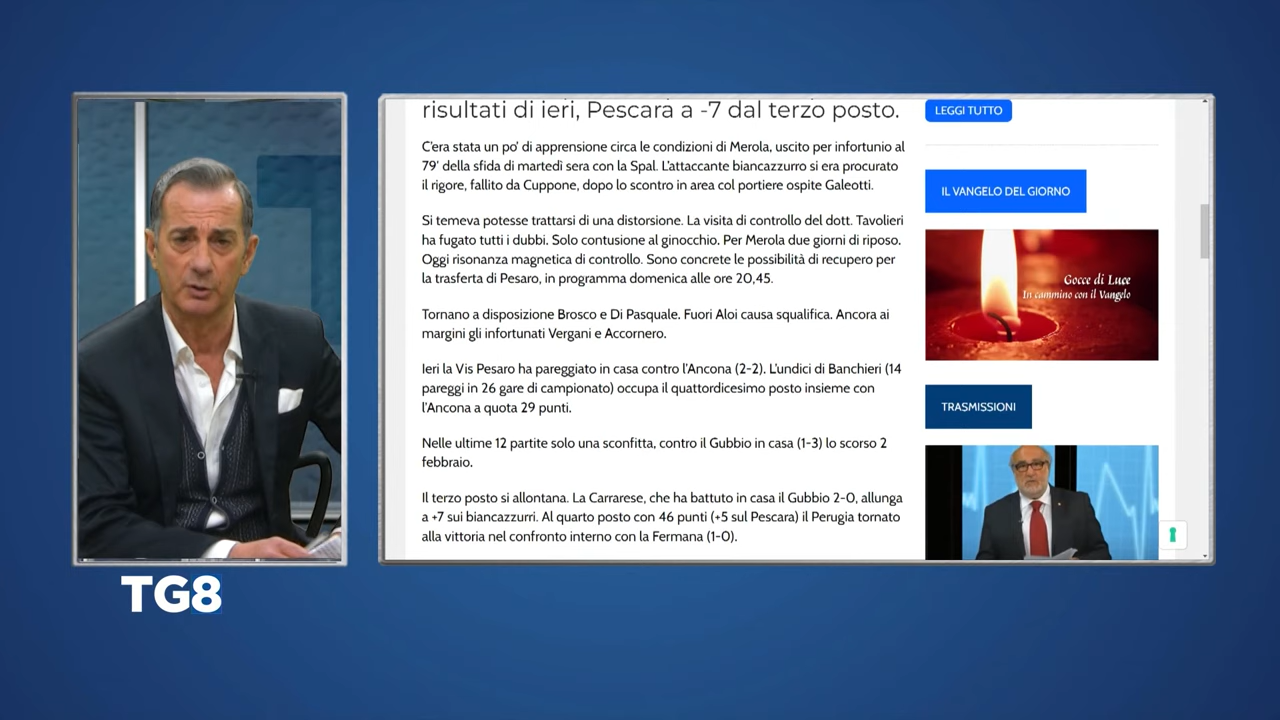 risultati di ieri, Pescara a -7 dal terzo posto.
C'era stata un po' di apprensione circa le condizioni di Merola, uscito per infortunio al
79' della sfida di martedì sera con la Spal. L'attaccante biancazzurro si era procurato
il rigore, fallito da Cuppone, dopo lo scontro in area col portiere ospite Galeotti.
Si temeva potesse trattarsi di una distorsione. La visita di controllo del dott. Tavolieri
ha fugato tutti i dubbi. Solo contusione al ginocchio. Per Merola due giorni di riposo.
Oggi risonanza magnetica di controllo. Sono concrete le possibilità di recupero per
la trasferta di Pesaro, in programma domenica alle ore 20,45.
Tornano a disposizione Brosco e Di Pasquale. Fuori Aloi causa squalifica. Ancora ai
margini gli infortunati Vergani e Accornero.
Ieri la Vis Pesaro ha pareggiato in casa contro l'Ancona (2-2). L'undici di Banchieri (14
pareggi in 26 gare di campionato) occupa il quattordicesimo posto insieme con
l'Ancona a quota 29 punti.
Nelle ultime 12 partite solo una sconfitta, contro il Gubbio in casa (1-3) lo scorso 2
febbraio.
Il terzo posto si allontana. La Carrarese, che ha battuto in casa il Gubbio 2-0, allunga
a +7 sui biancazzurri. Al quarto posto con 46 punti (+5 sul Pescara) il Perugia tornato
alla vittoria nel confronto interno con la Fermana (1-0).
LEGGI TUTTO
IL VANGELO DEL GIORNO
Gocce di Luce
In cammino con il Vangelo
TRASMISSIONI
TG8